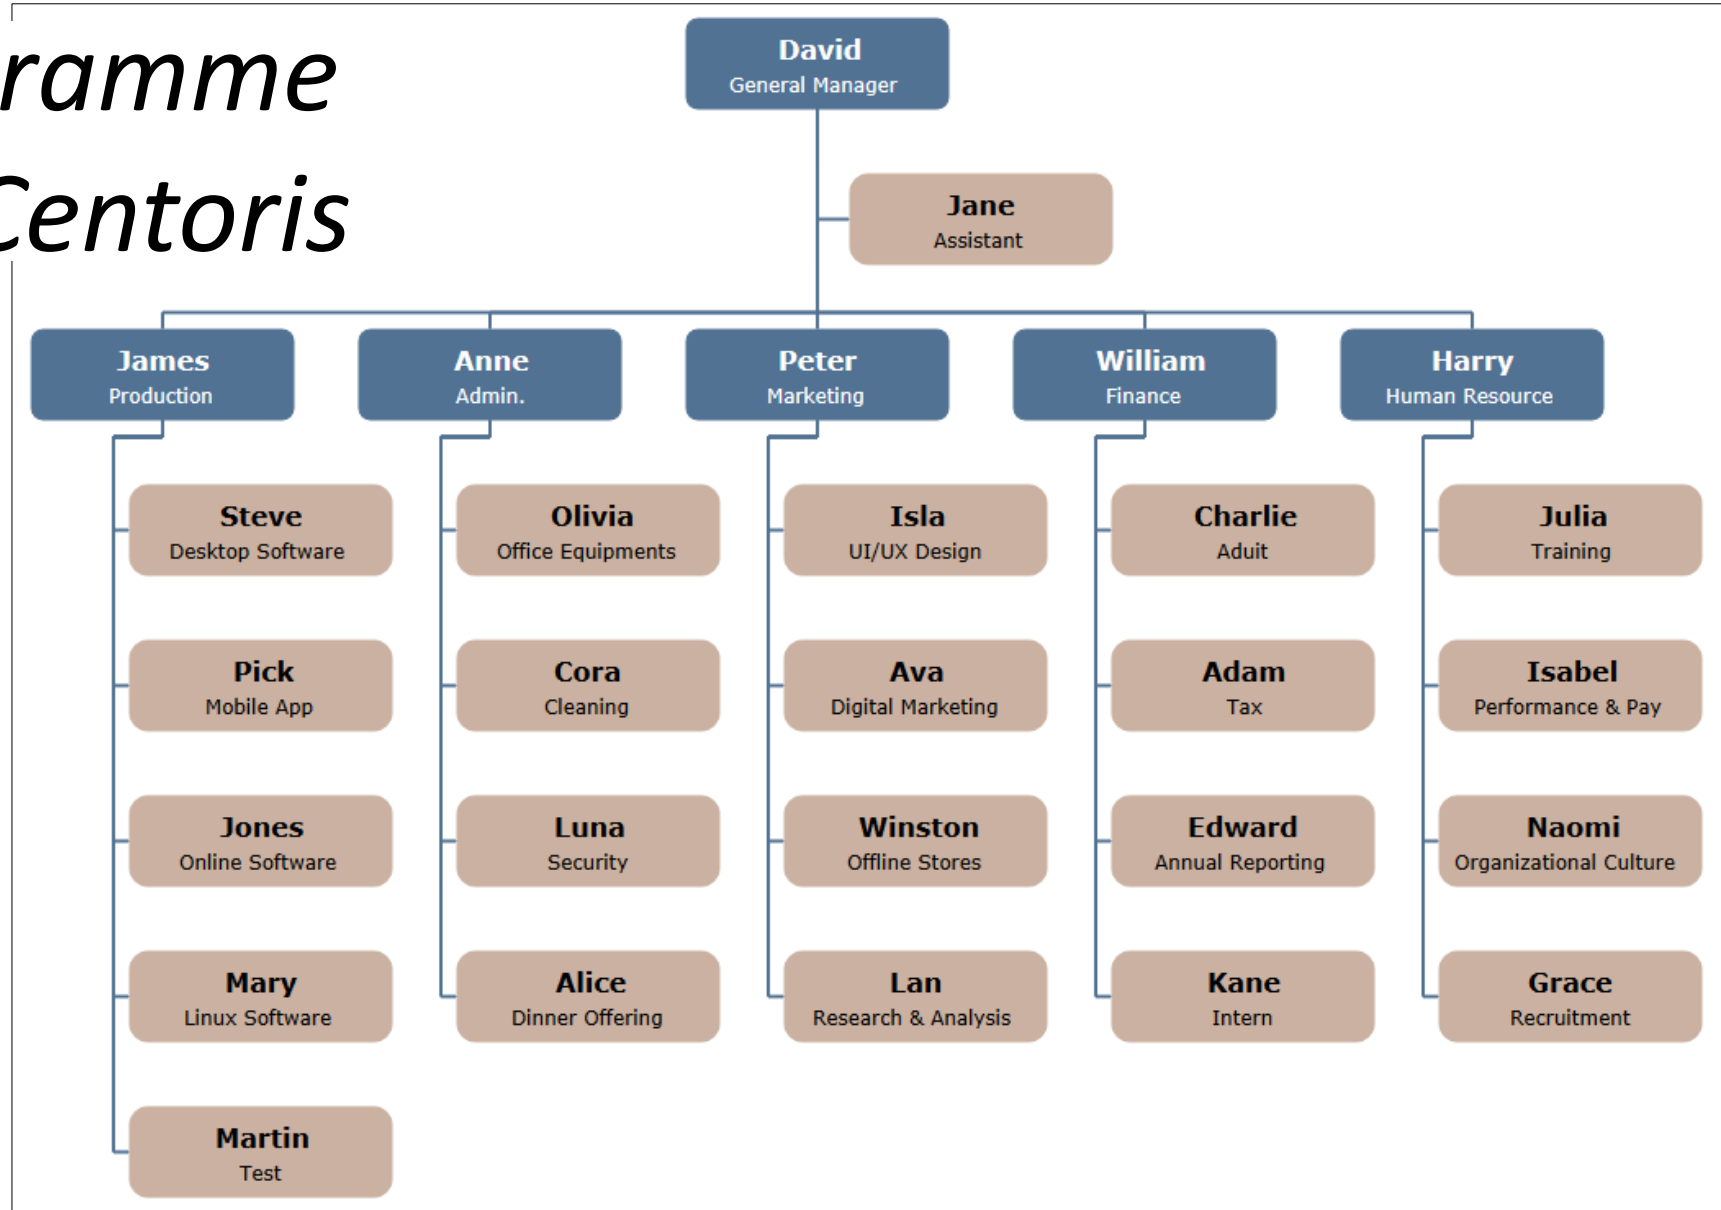 ramme
Centoris
David
General Manager
Jane
Assistant
James
Production
Anne
Admin.
Peter
Marketing
William
Finance
Harry
Human Resource
Steve
Desktop Software
Olivia
Office Equipments
Isla
UI/UX Design
Charlie
Aduit
Julia
Training
Pick
Mobile App
Cora
Cleaning
Ava
Digital Marketing
Adam
Tax
Isabel
Performance & Pay
Jones
Online Software
Luna
Security
Winston
Offline Stores
Edward
Annual Reporting
Naomi
Organizational Culture
Mary
Linux Software
Alice
Dinner Offering
Lan
Research & Analysis
Kane
Intern
Grace
Recruitment
Martin
Test